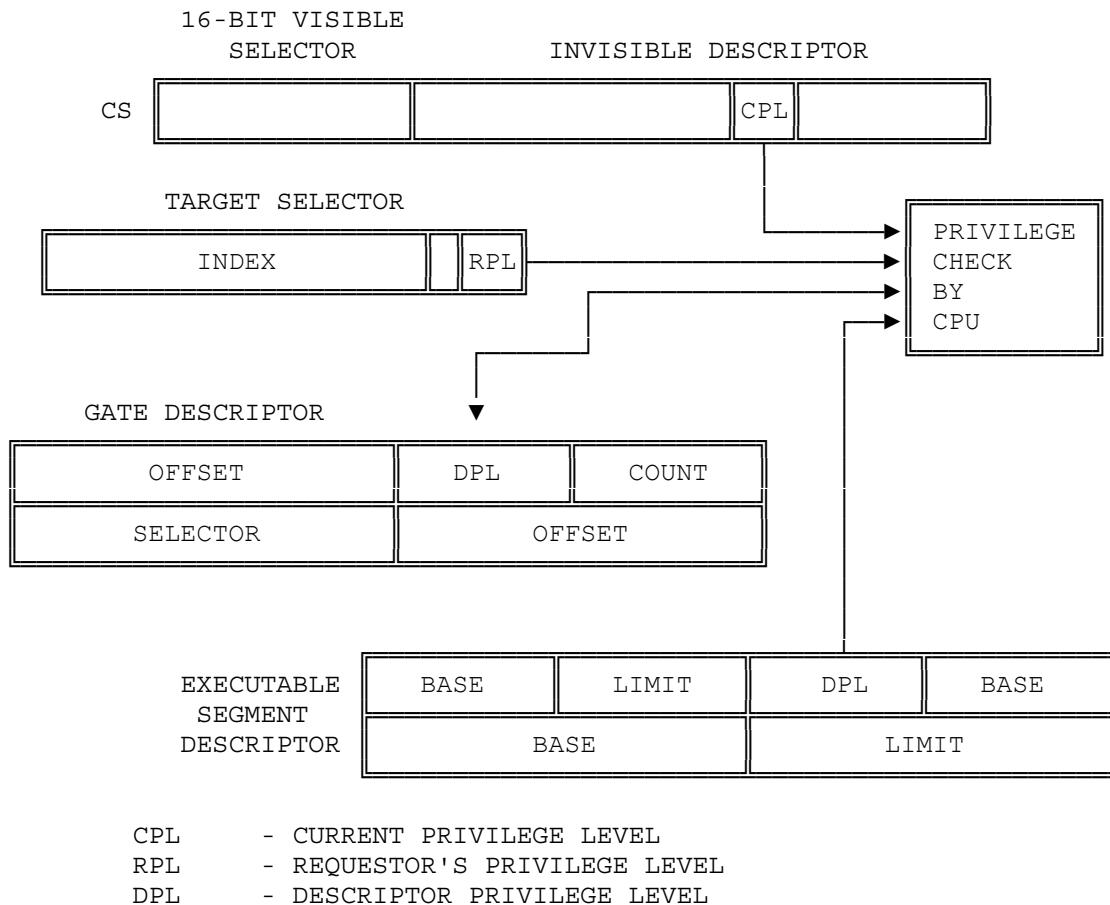 16-BIT VISIBLE
SELECTOR INVISIBLE DESCRIPTOR
CS CPL
TARGET SELECTOR
INDEX RPL
PRIVILEGE
CHECK
BY
CPU
GATE DESCRIPTOR
OFFSET DPL COUNT
SELECTOR OFFSET
EXECUTABLE
SEGMENT
DESCRIPTOR
BASE LIMIT DPL BASE
BASE LIMIT
CPL - CURRENT PRIVILEGE LEVEL
RPL - REQUESTOR'S PRIVILEGE LEVEL
DPL - DESCRIPTOR PRIVILEGE LEVEL